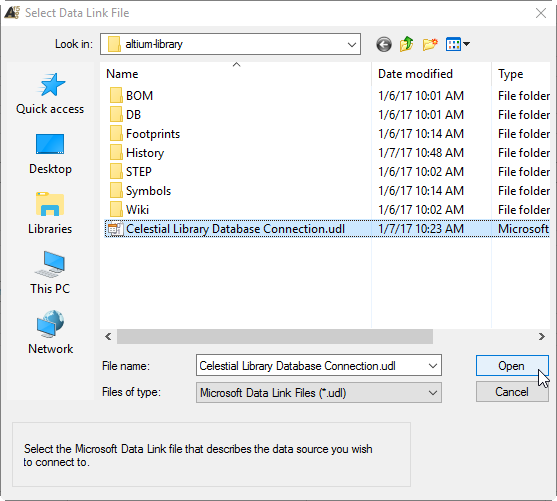 Select Data Link File
Look in: altium-library
Name Date modified Type
Quick access
Desktop
Libraries
This PC
Network
BOM 1/6/17 10:01 AM File folder
DB 1/6/17 10:01 AM File folder
Footprints 1/6/17 10:14 AM File folder
History 1/7/17 10:48 AM File folder
STEP 1/6/17 10:02 AM File folder
Symbols 1/6/17 10:14 AM File folder
Wiki 1/6/17 10:02 AM File folder
Celestial Library Database Connection.udl 1/7/17 10:23 AM Microsoft
File name: Celestial Library Database Connection.udl Open
Files of type: Microsoft Data Link Files (*.udl) Cancel
Select the Microsoft Data Link file that describes the data source you wish
to connect to.